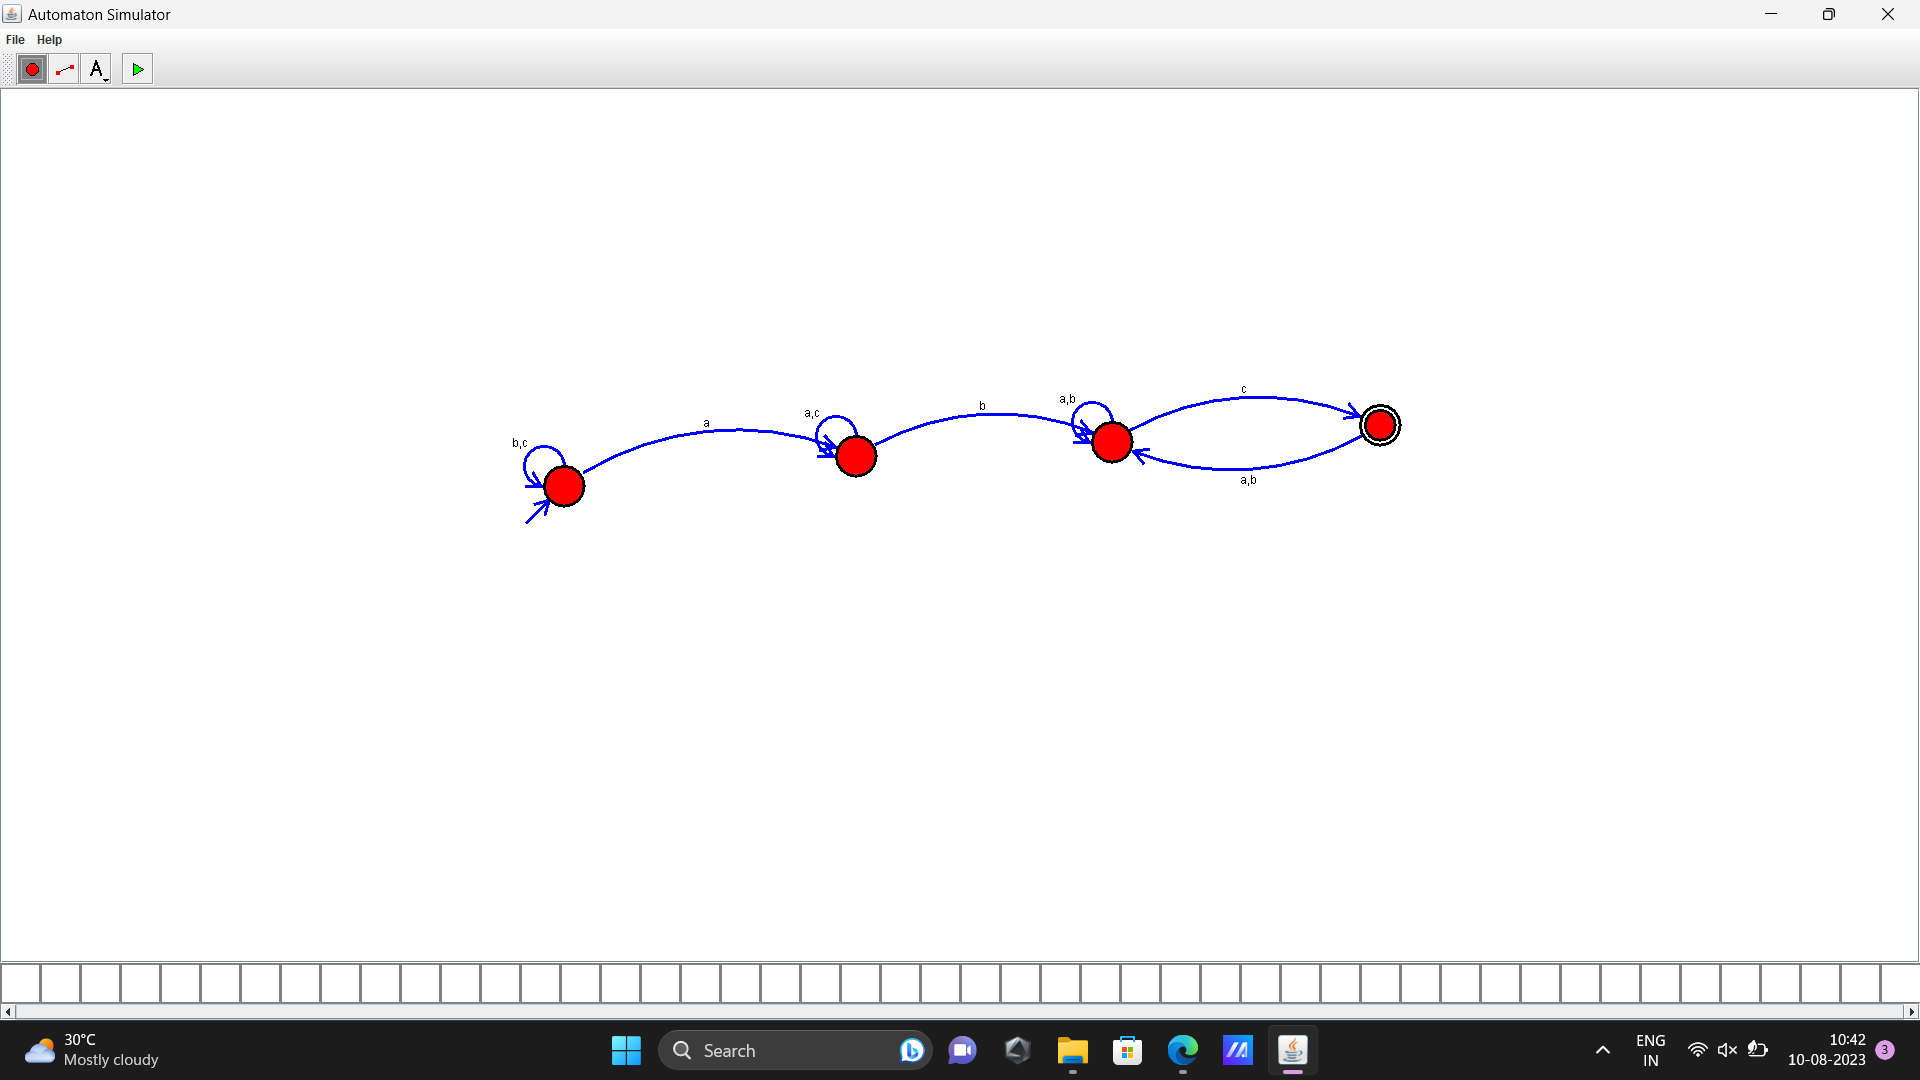 Automaton Simulator
File Help
A
c
a,b
b
a,c
a
b,c
a,b
30°C
Mostly cloudy
Search
ENG
IN
10:42
10-08-2023
3